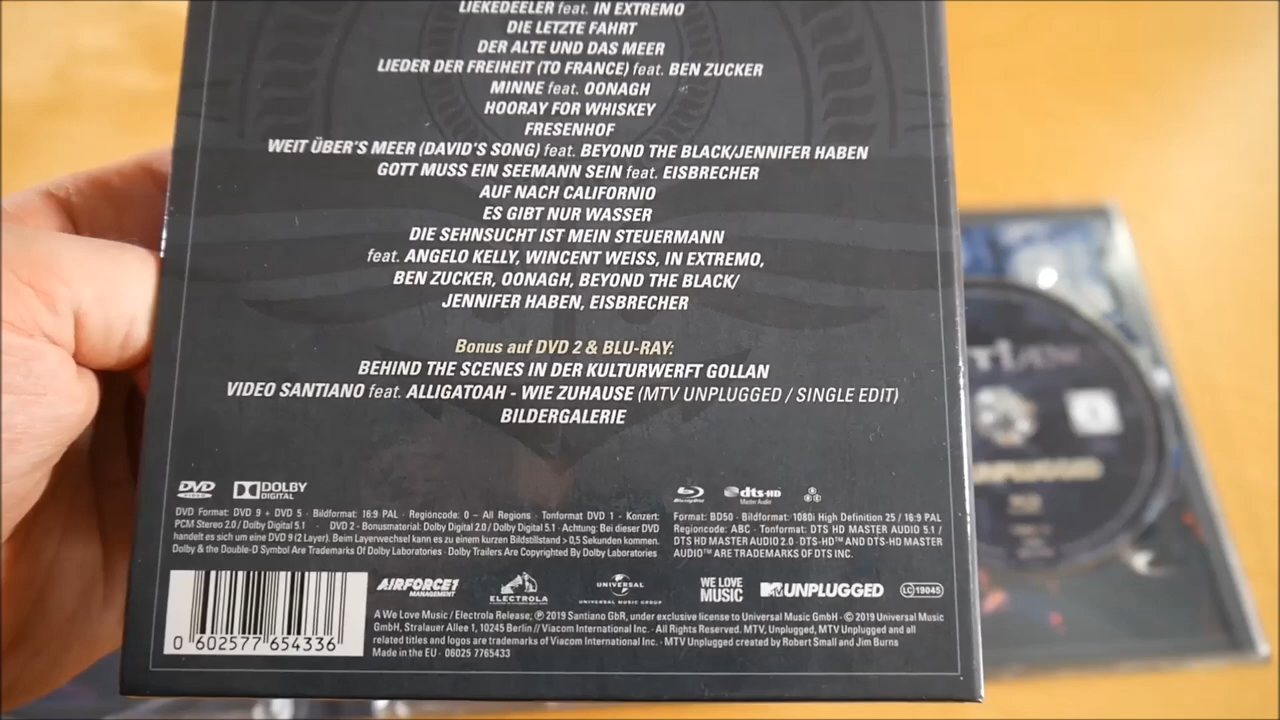 LIEKEDEELER feat. IN EXTREMO
DIE LETZTE FAHRT
DER ALTE UND DAS MEER
LIEDER DER FREIHEIT (TO FRANCE) feat. BEN ZUCKER
MINNE feat. OONAGH
HOORAY FOR WHISKEY
FRESENHOF
WEIT ÜBER'S MEER (DAVID'S SONG) feat. BEYOND THE BLACK/JENNIFER HABEN
GOTT MUSS EIN SEEMANN SEIN feat. EISBRECHER
AUF NACH CALIFORNIO
ES GIBT NUR WASSER
DIE SEHNSUCHT IST MEIN STEUERMANN
feat. ANGELO KELLY, WINCENT WEISS, IN EXTREMO,
BEN ZUCKER, OONAGH, BEYOND THE BLACK/
JENNIFER HABEN, EISBRECHER
Bonus auf DVD 2 & BLU-RAY:
BEHIND THE SCENES IN DER KULTURWERFT GOLLAN
VIDEO SANTIANO feat. ALLIGATOAH - WIE ZUHAUSE (MTV UNPLUGGED / SINGLE EDIT)
BILDERGALERIE
DVD VIDEO DOLBY DIGITAL
DVD Format: DVD 9 + DVD 5 · Bildformat: 16:9 PAL · Regioncode: 0 – All Regions · Tonformat DVD 1 - Konzert:
PCM Stereo 2.0 / Dolby Digital 5.1 · DVD 2 - Bonusmaterial: Dolby Digital 2.0 / Dolby Digital 5.1 · Achtung: Bei dieser DVD
handelt es sich um eine DVD 9 (2 Layer). Beim Layerwechsel kann es zu einem kurzen Bildstillstand > 0,5 Sekunden kommen.
Dolby & the Double-D Symbol Are Trademarks Of Dolby Laboratories · Dolby Trailers Are Copyrighted By Dolby Laboratories
Blu-ray Disc dts-HD Master Audio
Format: BD50 · Bildformat: 1080i High Definition 25 / 16:9 PAL
Regioncode: ABC · Tonformat: DTS HD MASTER AUDIO 5.1 /
DTS HD MASTER AUDIO 2.0 · DTS-HD™ AND DTS-HD MASTER
AUDIO™ ARE TRADEMARKS OF DTS INC.
0 602577 654336
AIRFORCE1 MANAGEMENT
ELECTROLA
UNIVERSAL
UNIVERSAL MUSIC GROUP
WE LOVE MUSIC
MTV UNPLUGGED
LC 19045
A We Love Music / Electrola Release; ℗ 2019 Santiano GbR, under exclusive license to Universal Music GmbH · © 2019 Universal Music
GmbH, Stralauer Allee 1, 10245 Berlin // Viacom International Inc. · All Rights Reserved. MTV, Unplugged, MTV Unplugged and all
related titles and logos are trademarks of Viacom International Inc. · MTV Unplugged created by Robert Small and Jim Burns
Made in the EU · 06025 7765433